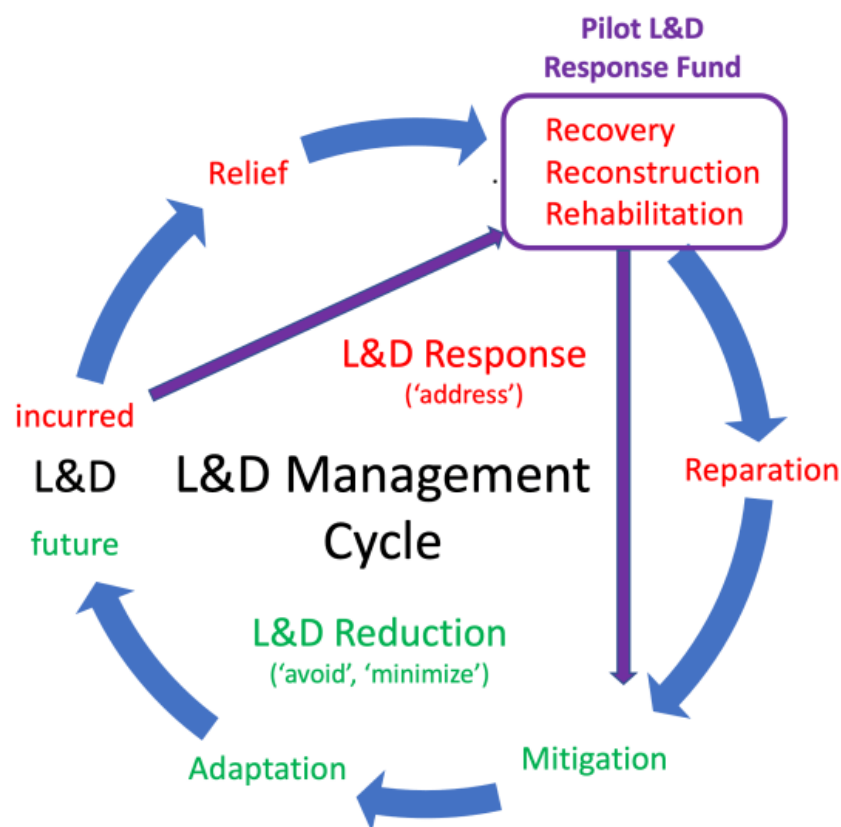 Pilot L&D
Response Fund
Recovery
Reconstruction
Rehabilitation
Relief
L&D Response
(‘address’)
incurred
L&D
future
L&D Management
Cycle
Reparation
L&D Reduction
(‘avoid’, ‘minimize’)
Adaptation
Mitigation